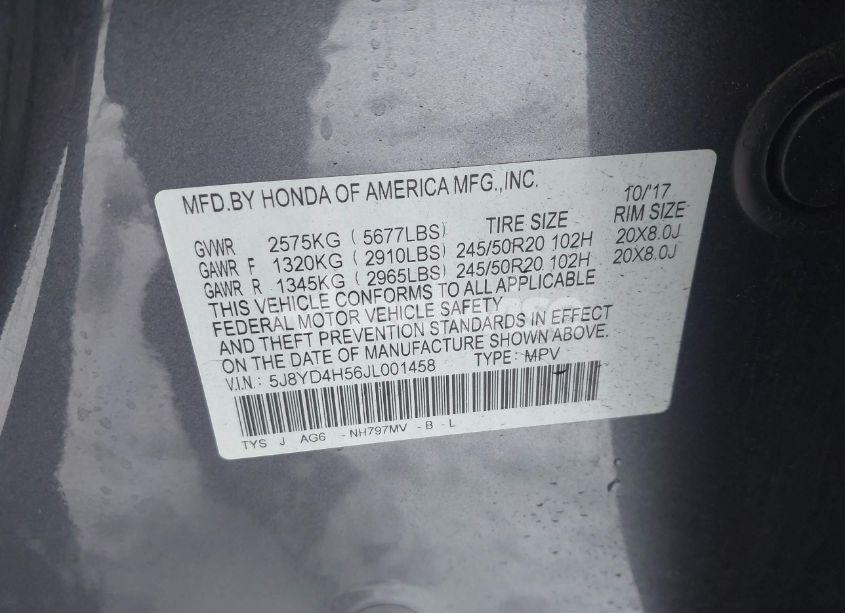 MFD.BY HONDA OF AMERICA MFG.,INC. 10/'17
TIRE SIZE RIM SIZE
GVWR 2575KG ( 5677LBS)
GAWR F 1320KG ( 2910LBS) 245/50R20 102H 20X8.0J
GAWR R 1345KG ( 2965LBS) 245/50R20 102H 20X8.0J
THIS VEHICLE CONFORMS TO ALL APPLICABLE
FEDERAL MOTOR VEHICLE SAFETY
AND THEFT PREVENTION STANDARDS IN EFFECT
ON THE DATE OF MANUFACTURE SHOWN ABOVE.
V.I.N.: 5J8YD4H56JL001458 TYPE: MPV
TYS J AG6 -NH797MV -B -L